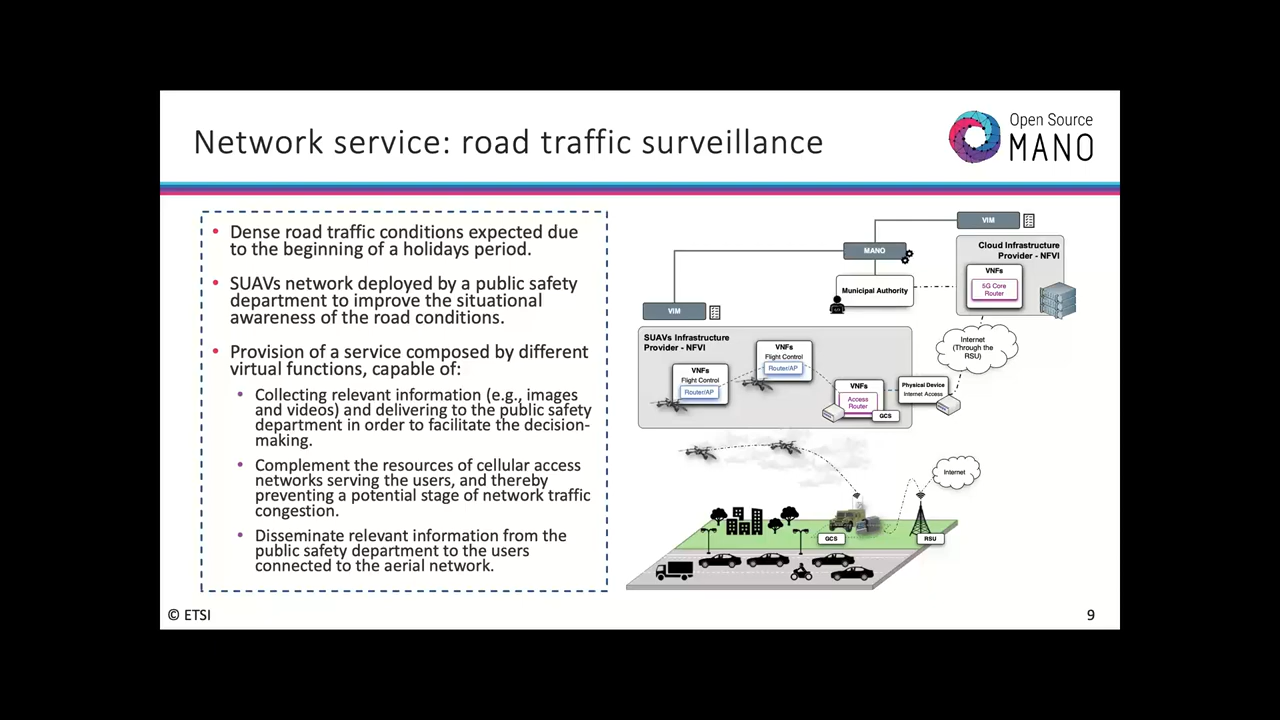 Network service: road traffic surveillance
Open Source
MANO
• Dense road traffic conditions expected due
to the beginning of a holidays period.
• SUAVs network deployed by a public safety
department to improve the situational
awareness of the road conditions.
• Provision of a service composed by different
virtual functions, capable of:
• Collecting relevant information (e.g., images
and videos) and delivering to the public safety
department in order to facilitate the decision-
making.
• Complement the resources of cellular access
networks serving the users, and thereby
preventing a potential stage of network traffic
congestion.
• Disseminate relevant information from the
public safety department to the users
connected to the aerial network.
VIM
MANO
Cloud Infrastructure
Provider - NFVI
VNFs
5G Core
Router
Municipal Authority
VIM
Internet
(Through the
RSU)
SUAVs Infrastructure
Provider - NFVI
VNFs
Flight Control
Router/AP
VNFs
Flight Control
Router/AP
VNFs
Access
Router
GCS
Physical Device
Internet Access
Internet
GCS
RSU
© ETSI
9